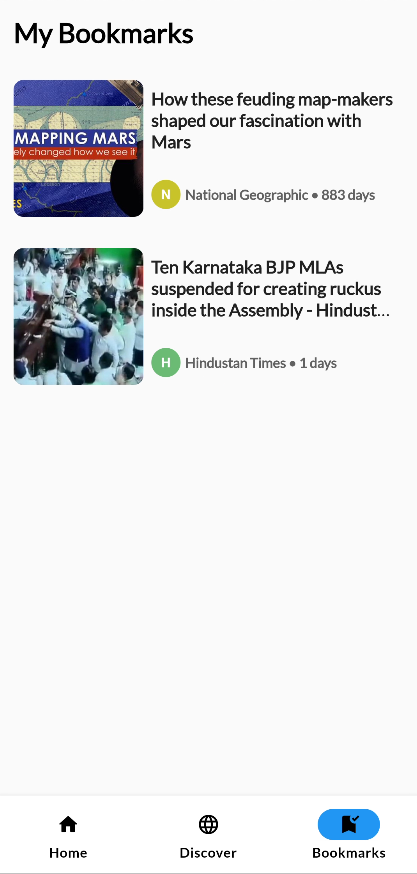 My Bookmarks
MAPPING MARS
ely changed how we see it
ES
How these feuding map-makers
shaped our fascination with
Mars
N
National Geographic • 883 days
Ten Karnataka BJP MLAs
suspended for creating ruckus
inside the Assembly - Hindust...
H
Hindustan Times • 1 days
Home
Discover
Bookmarks